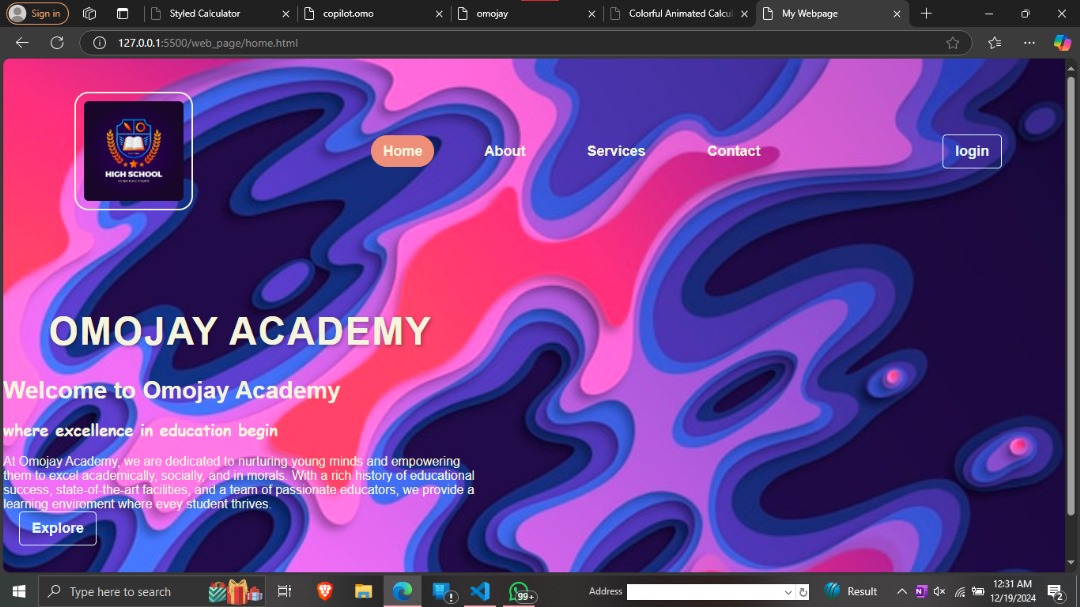 Sign in
Styled Calculator
copilot.omo
omojay
Colorful Animated Calcu
My Webpage
127.0.0.1:5500/web_page/home.html
HIGH SCHOOL
Home
About
Services
Contact
login
OMOJAY ACADEMY
Welcome to Omojay Academy
where excellence in education begin
At Omojay Academy, we are dedicated to nurturing young minds and empowering
them to excel academically, socially, and in morals. With a rich history of educational
success, state-of-the-art facilities, and a team of passionate educators, we provide a
learning enviroment where evey student thrives.
Explore
Type here to search
99+
Address
Result
12:31 AM
12/19/2024
2